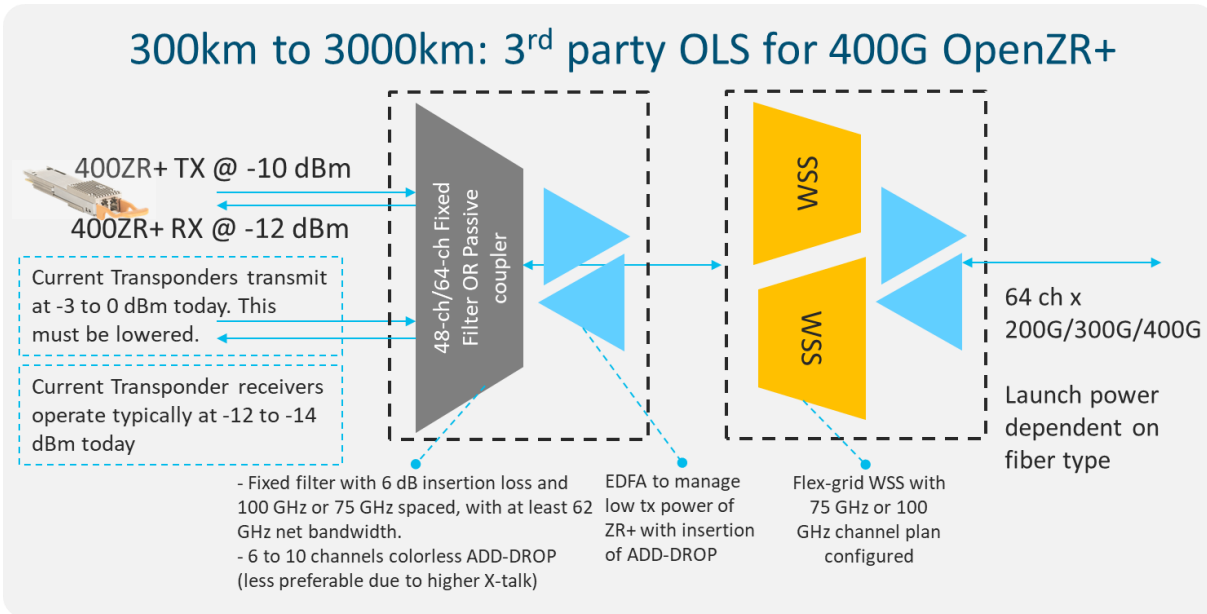 300km to 3000km: 3rd party OLS for 400G OpenZR+
400ZR+ TX @ -10 dBm
400ZR+ RX @ -12 dBm
Current Transponders transmit
at -3 to 0 dBm today. This
must be lowered.
Current Transponder receivers
operate typically at -12 to -14
dBm today
48-ch/64-ch Fixed
Filter OR Passive
coupler
WSS
WSS
64 ch x
200G/300G/400G
Launch power
dependent on
fiber type
- Fixed filter with 6 dB insertion loss and
100 GHz or 75 GHz spaced, with at least 62
GHz net bandwidth.
- 6 to 10 channels colorless ADD-DROP
(less preferable due to higher X-talk)
EDFA to manage
low tx power of
ZR+ with insertion
of ADD-DROP
Flex-grid WSS with
75 GHz or 100
GHz channel plan
configured